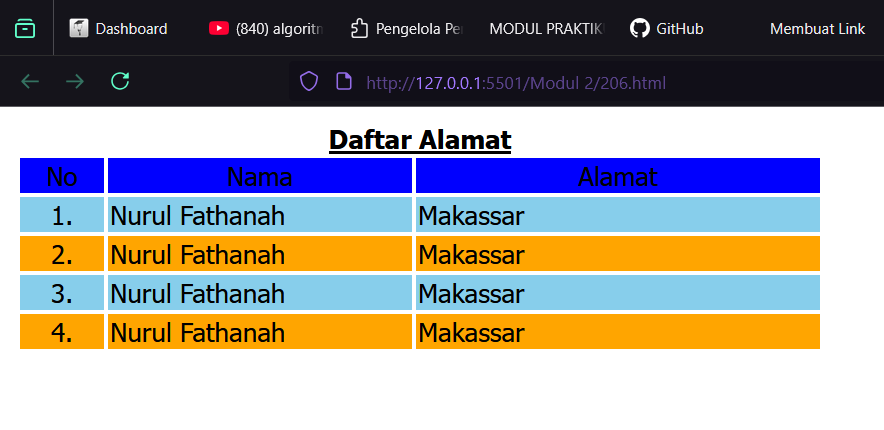 Dashboard (840) algoritn Pengelola Pe MODUL PRAKTIK GitHub Membuat Link
http://127.0.0.1:5501/Modul 2/206.html
Daftar Alamat
No Nama Alamat
1. Nurul Fathanah Makassar
2. Nurul Fathanah Makassar
3. Nurul Fathanah Makassar
4. Nurul Fathanah Makassar